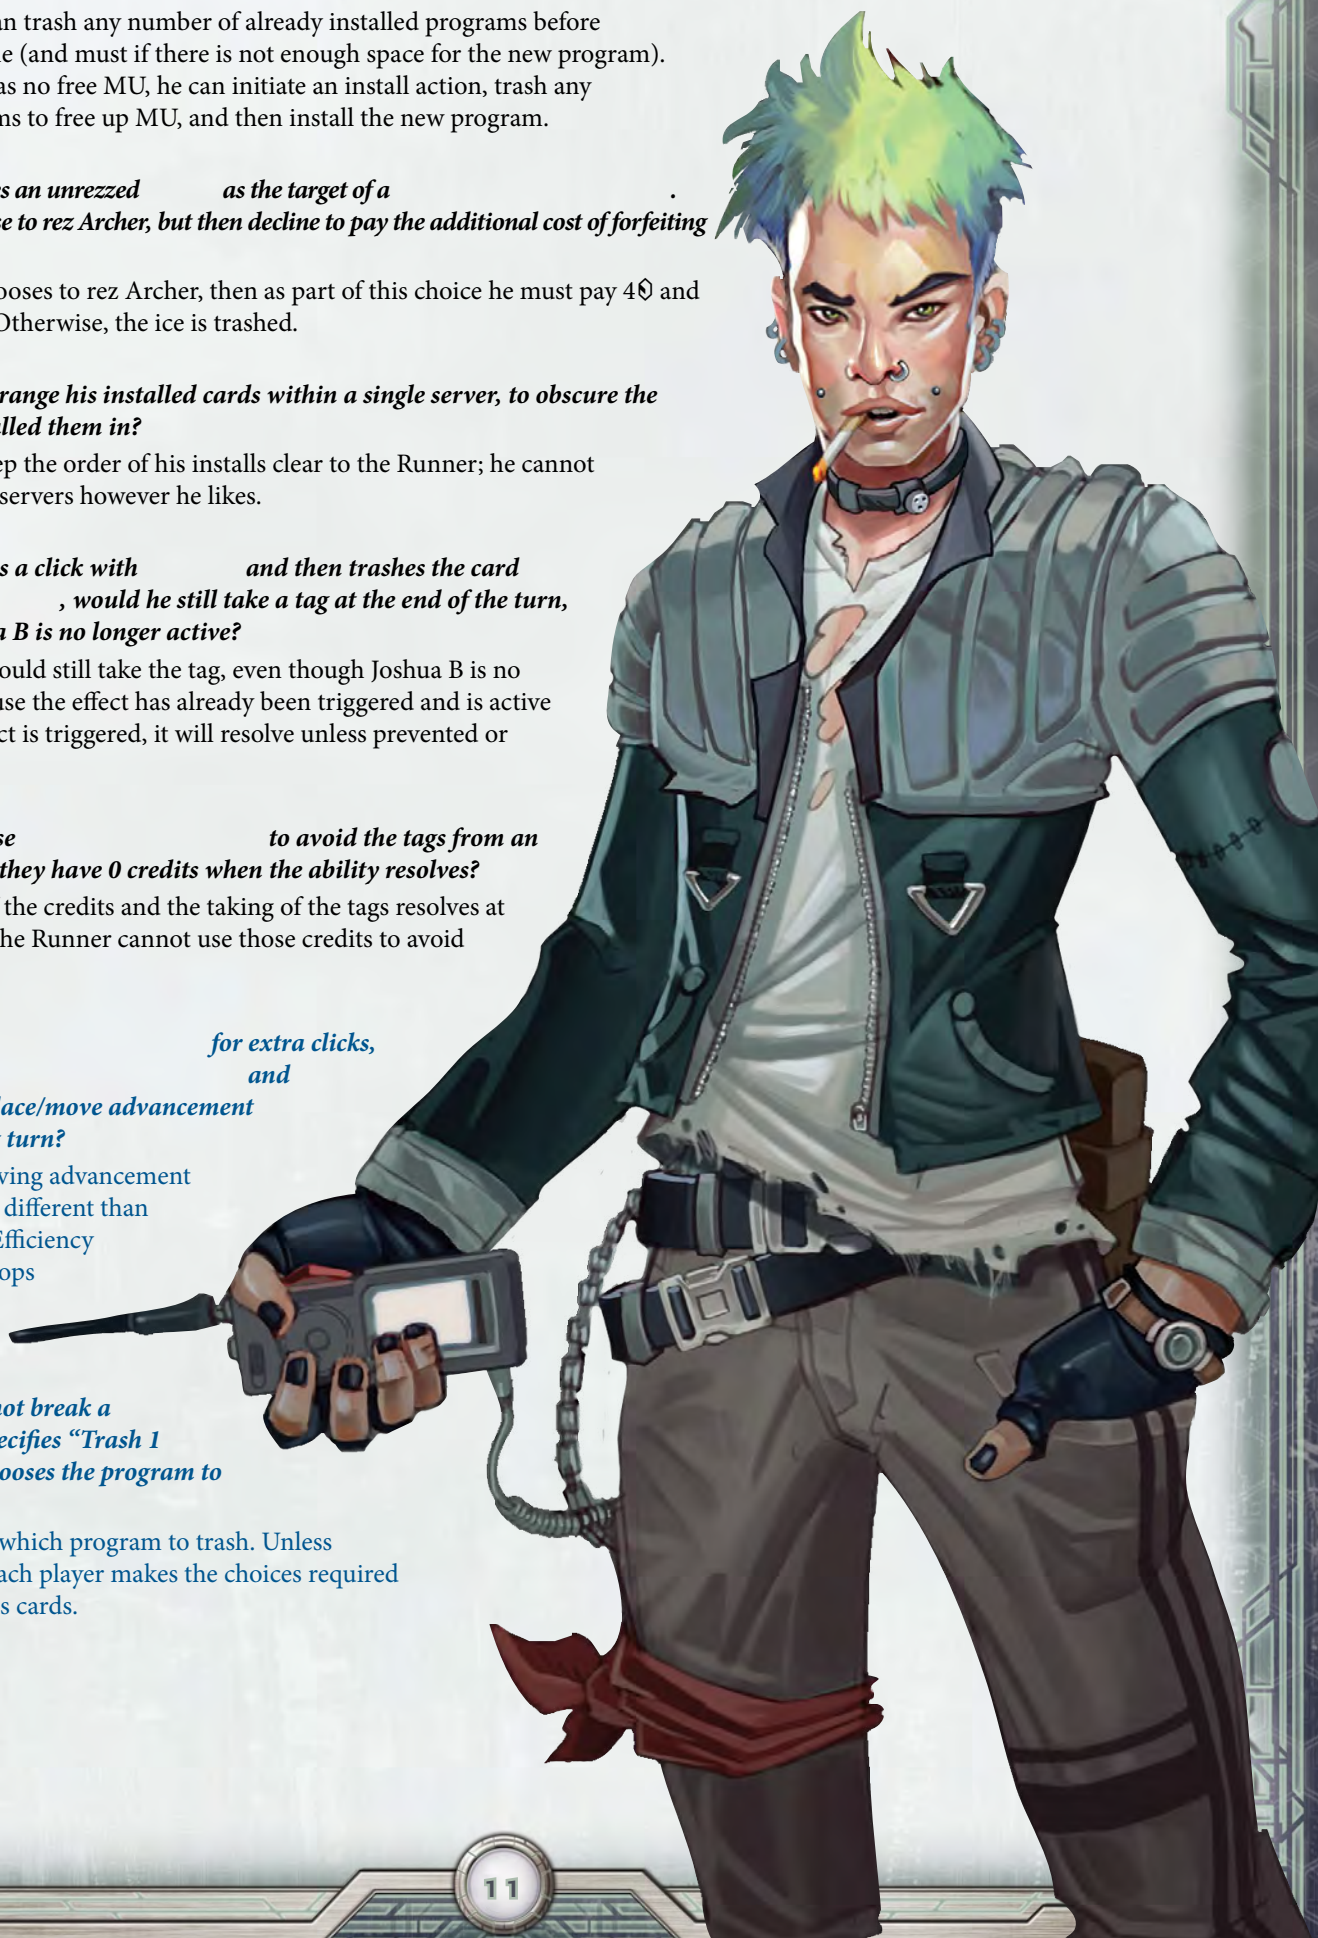 an trash any number of already installed programs before
e (and must if there is not enough space for the new program).
as no free MU, he can initiate an install action, trash any
ms to free up MU, and then install the new program.
es an unrezzed as the target of a .
se to rez Archer, but then decline to pay the additional cost of forfeiting
ooses to rez Archer, then as part of this choice he must pay 4 and
Otherwise, the ice is trashed.
range his installed cards within a single server, to obscure the
lled them in?
ep the order of his installs clear to the Runner; he cannot
servers however he likes.
s a click with and then trashes the card
, would he still take a tag at the end of the turn,
a B is no longer active?
ould still take the tag, even though Joshua B is no
use the effect has already been triggered and is active
ct is triggered, it will resolve unless prevented or
se to avoid the tags from an
they have 0 credits when the ability resolves?
the credits and the taking of the tags resolves at
he Runner cannot use those credits to avoid
for extra clicks,
and
lace/move advancement
turn?
ving advancement
different than
Efficiency
ops
not break a
ecifies “Trash 1
ooses the program to
which program to trash. Unless
ach player makes the choices required
s cards.
11